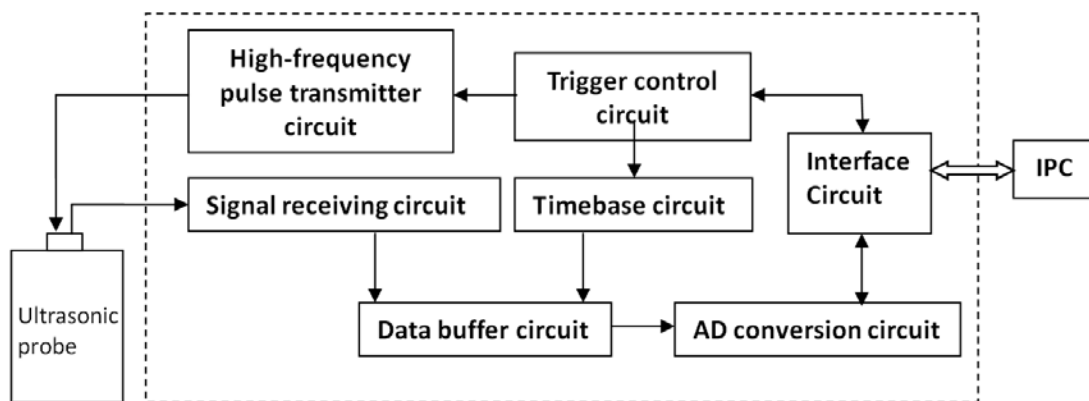 High-frequency
pulse transmitter
circuit
Trigger control
circuit
Interface
Circuit
IPC
Signal receiving circuit
Timebase circuit
Ultrasonic
probe
Data buffer circuit
AD conversion circuit